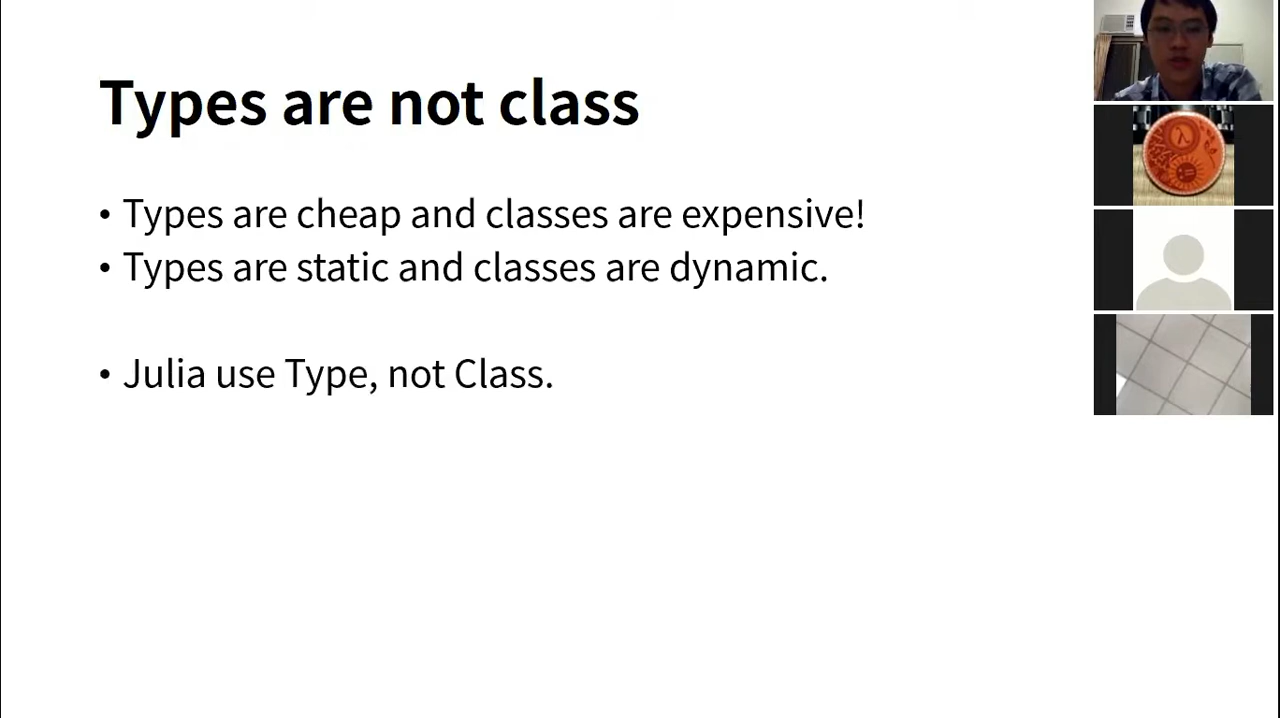 Types are not class
• Types are cheap and classes are expensive!
• Types are static and classes are dynamic.
• Julia use Type, not Class.
λ